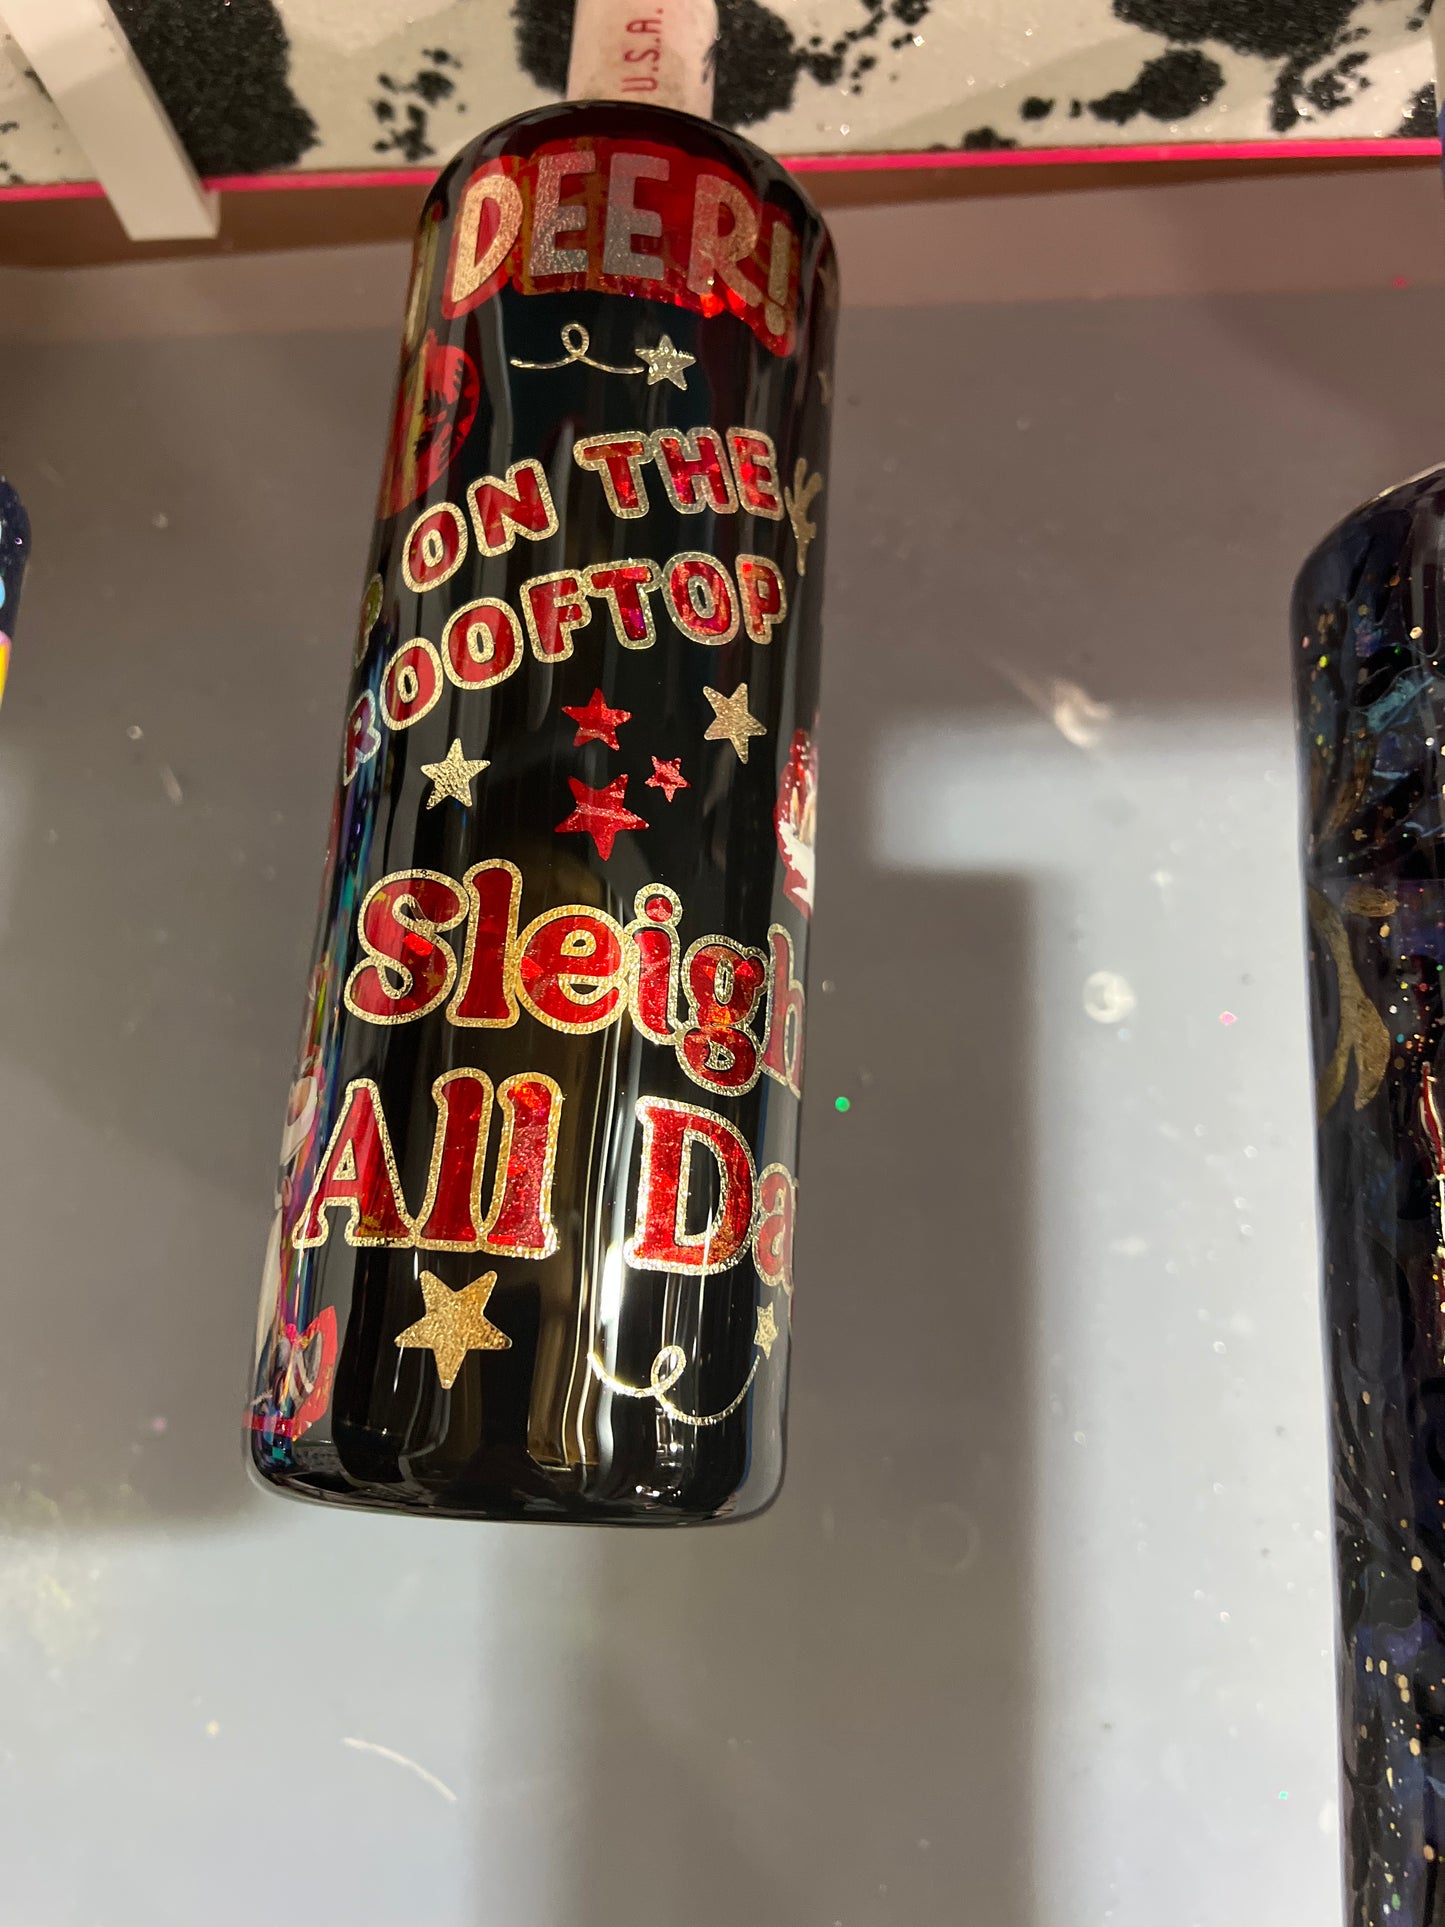 U.S.A.
DEER!
ON THE
ROOFTOP
Sleigh
All Da